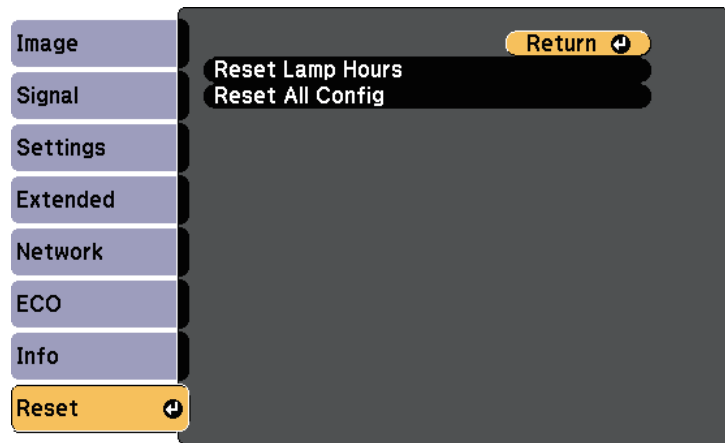 Image
Signal
Settings
Extended
Network
ECO
Info
Reset
Return
Reset Lamp Hours
Reset All Config